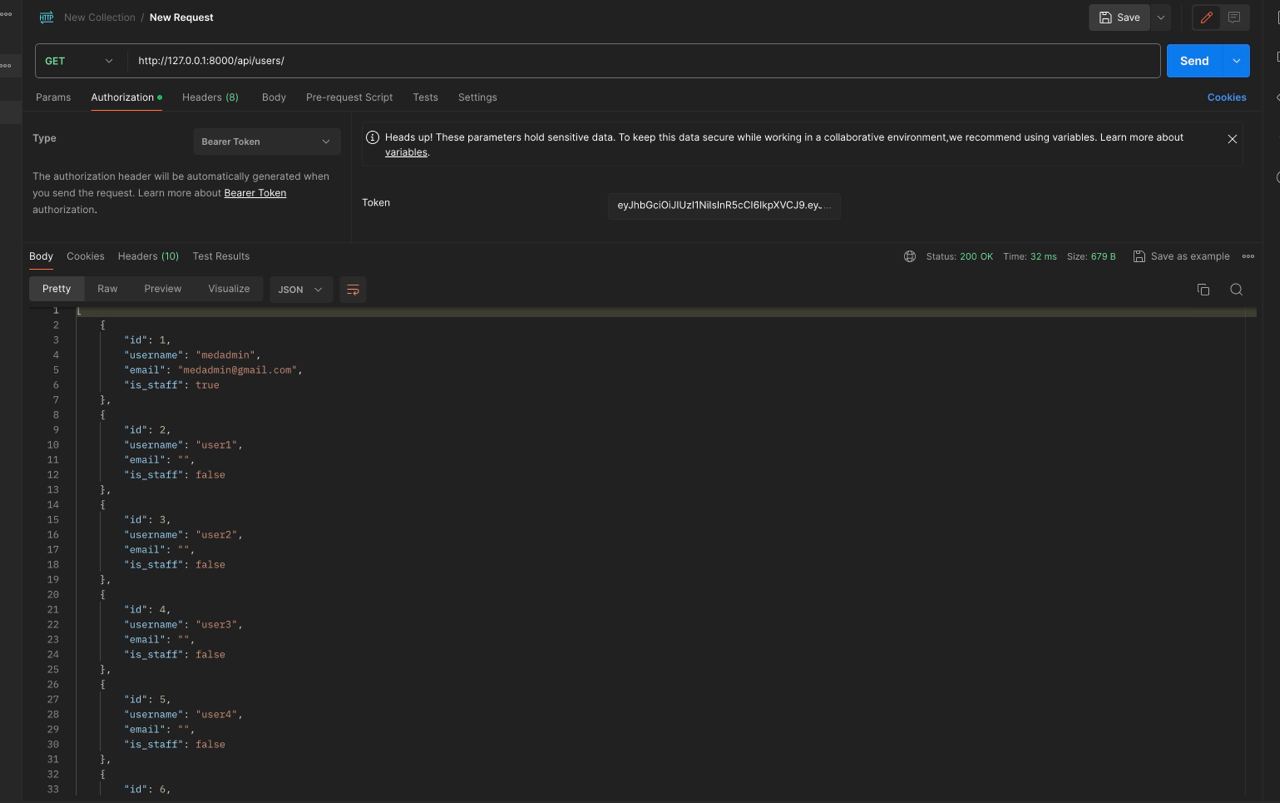 HTTP New Collection / New Request Save
GET http://127.0.0.1:8000/api/users/ Send
Params Authorization Headers (8) Body Pre-request Script Tests Settings Cookies
Type Bearer Token
The authorization header will be automatically generated when
you send the request. Learn more about Bearer Token
authorization.
Heads up! These parameters hold sensitive data. To keep this data secure while working in a collaborative environment,we recommend using variables. Learn more about
variables.
Token eyJhbGciOiJIUzI1NiIsInR5cCI6IkpXVCJ9.ey...
Body Cookies Headers (10) Test Results Status: 200 OK Time: 32 ms Size: 679 B Save as example
Pretty Raw Preview Visualize JSON
1 [
2 {
3 "id": 1,
4 "username": "medadmin",
5 "email": "medadmin@gmail.com",
6 "is_staff": true
7 },
8 {
9 "id": 2,
10 "username": "user1",
11 "email": "",
12 "is_staff": false
13 },
14 {
15 "id": 3,
16 "username": "user2",
17 "email": "",
18 "is_staff": false
19 },
20 {
21 "id": 4,
22 "username": "user3",
23 "email": "",
24 "is_staff": false
25 },
26 {
27 "id": 5,
28 "username": "user4",
29 "email": "",
30 "is_staff": false
31 },
32 {
33 "id": 6,